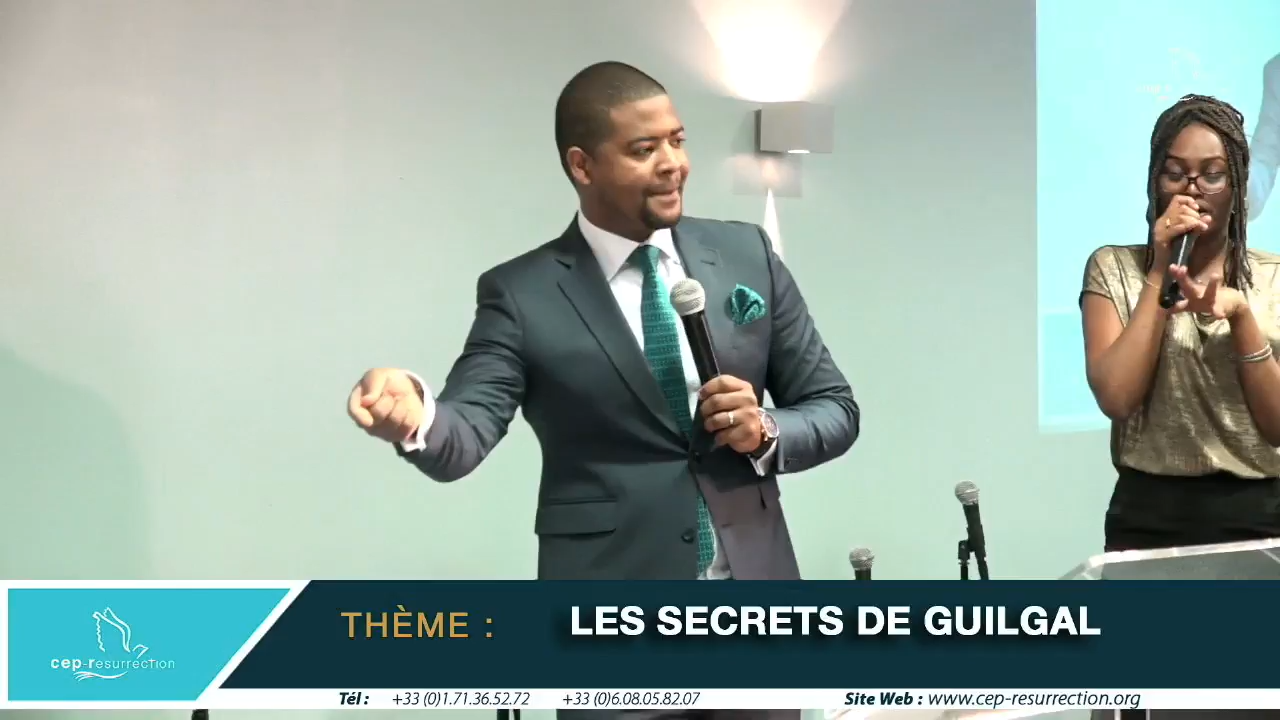 THÈME : LES SECRETS DE GUILGAL
cep-resurrection
Tél : +33 (0)1.71.36.52.72 +33 (0)6.08.05.82.07 Site Web : www.cep-resurrection.org